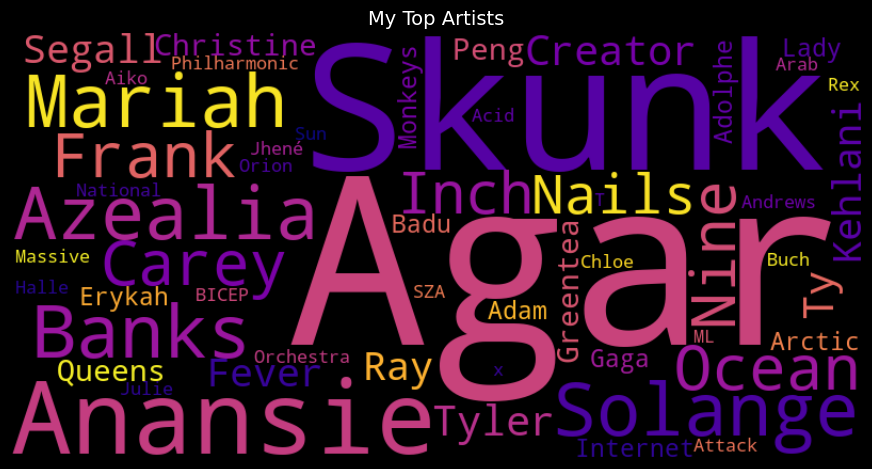 My Top Artists
Segall
Christine
Skunk
Monkeys
Peng
Creator
Adolphe
Lady
Philharmonic
Aiko
Arab
Rex
Mariah
Acid
Sun
Frank
Jhené
Orion
Kehlani
National
Azealia
Inch
Nails
T
Nine
Andrews
Badu
Agar
Massive
Carey
Greentea
Chloe
Buch
Halle
Erykah
BICEP
SZA
Adam
Ty
Banks
ML
Arctic
Orchestra
Queens
Fever
Ray
x
Gaga
Ocean
Julie
Anansie
Tyler
Solange
Internet
Attack